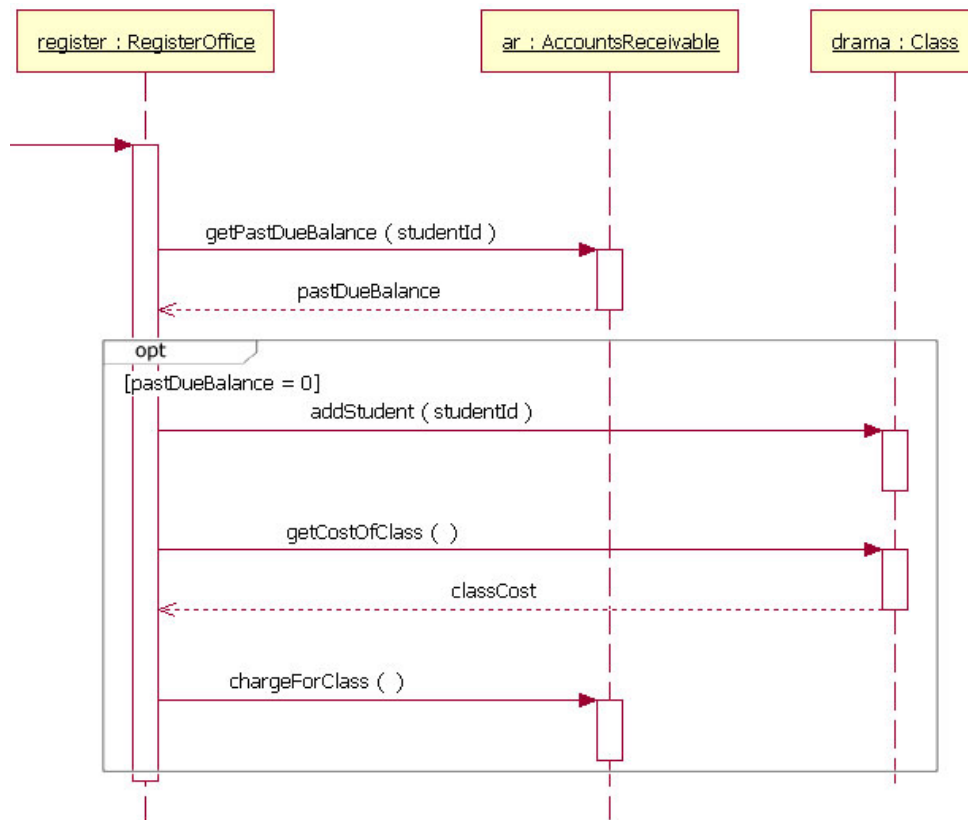 register : RegisterOffice
ar : AccountsReceivable
drama : Class
getPastDueBalance ( studentId )
pastDueBalance
opt
[pastDueBalance = 0]
addStudent ( studentId )
getCostOfClass ( )
classCost
chargeForClass ( )